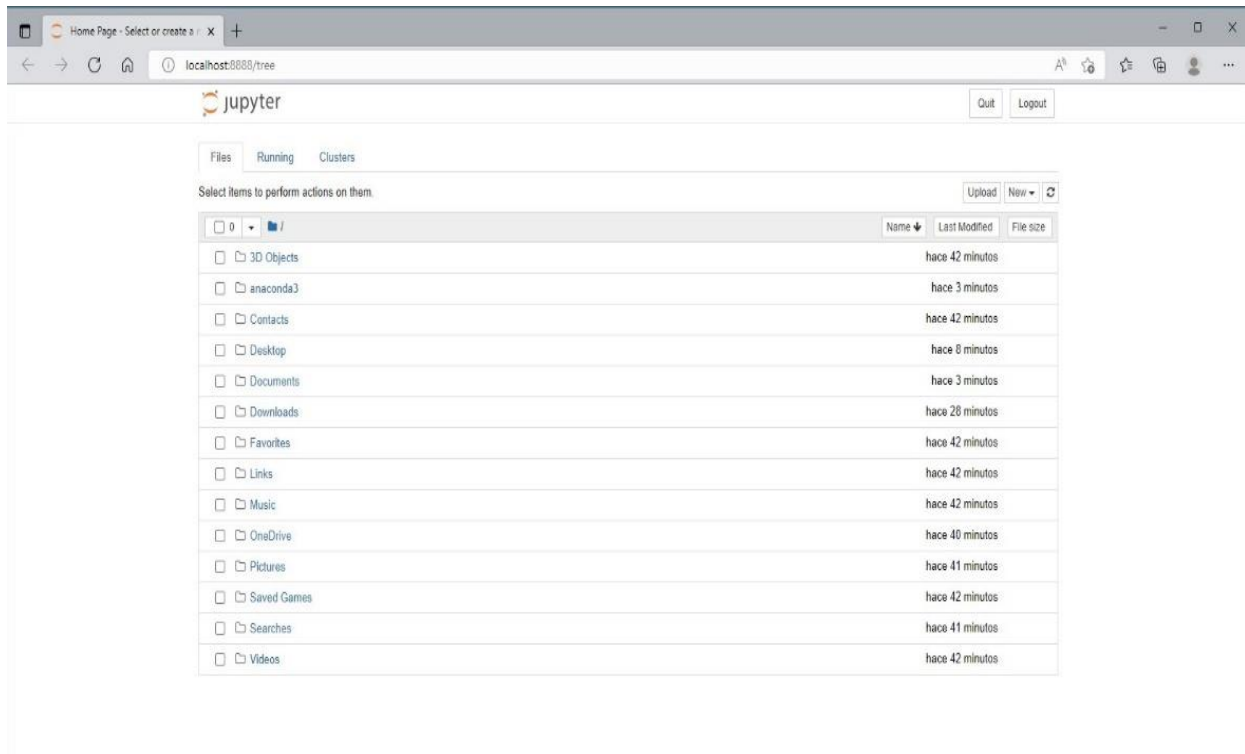 Home Page - Select or create a
localhost:8888/tree
jupyter
Quit Logout
Files Running Clusters
Select items to perform actions on them.
Upload New
0 /
Name Last Modified File size
3D Objects hace 42 minutos
anaconda3 hace 3 minutos
Contacts hace 42 minutos
Desktop hace 8 minutos
Documents hace 3 minutos
Downloads hace 28 minutos
Favorites hace 42 minutos
Links hace 42 minutos
Music hace 42 minutos
OneDrive hace 40 minutos
Pictures hace 41 minutos
Saved Games hace 42 minutos
Searches hace 41 minutos
Videos hace 42 minutos